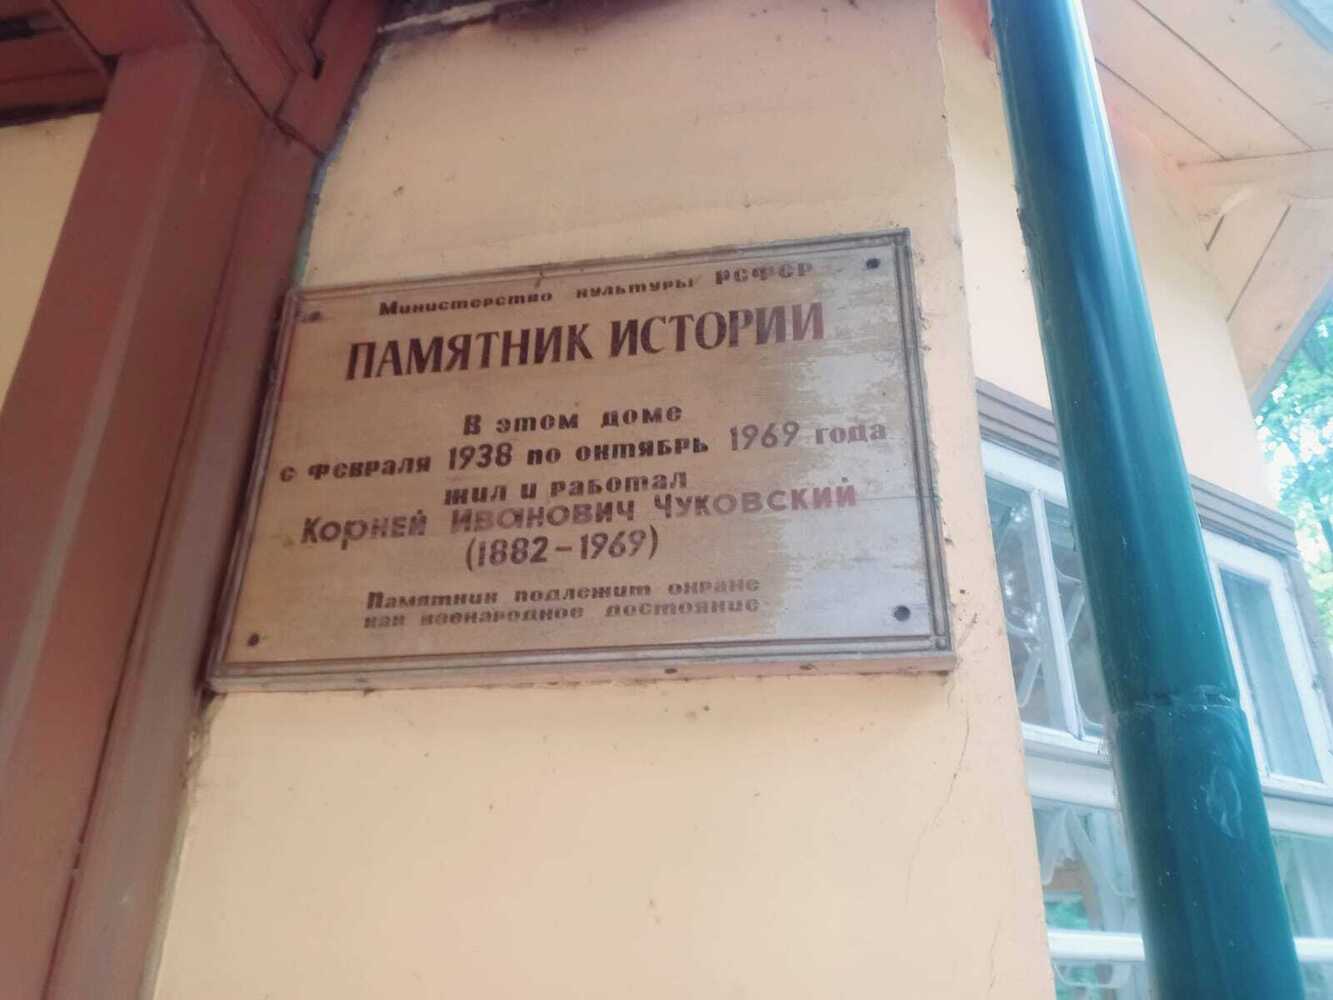 Министерство культуры РСФСР
ПАМЯТНИК ИСТОРИИ
В этом доме
с февраля 1938 по октябрь 1969 года
жил и работал
Корней Иванович Чуковский
(1882-1969)
Памятник подлежит охране
как всенародное достояние